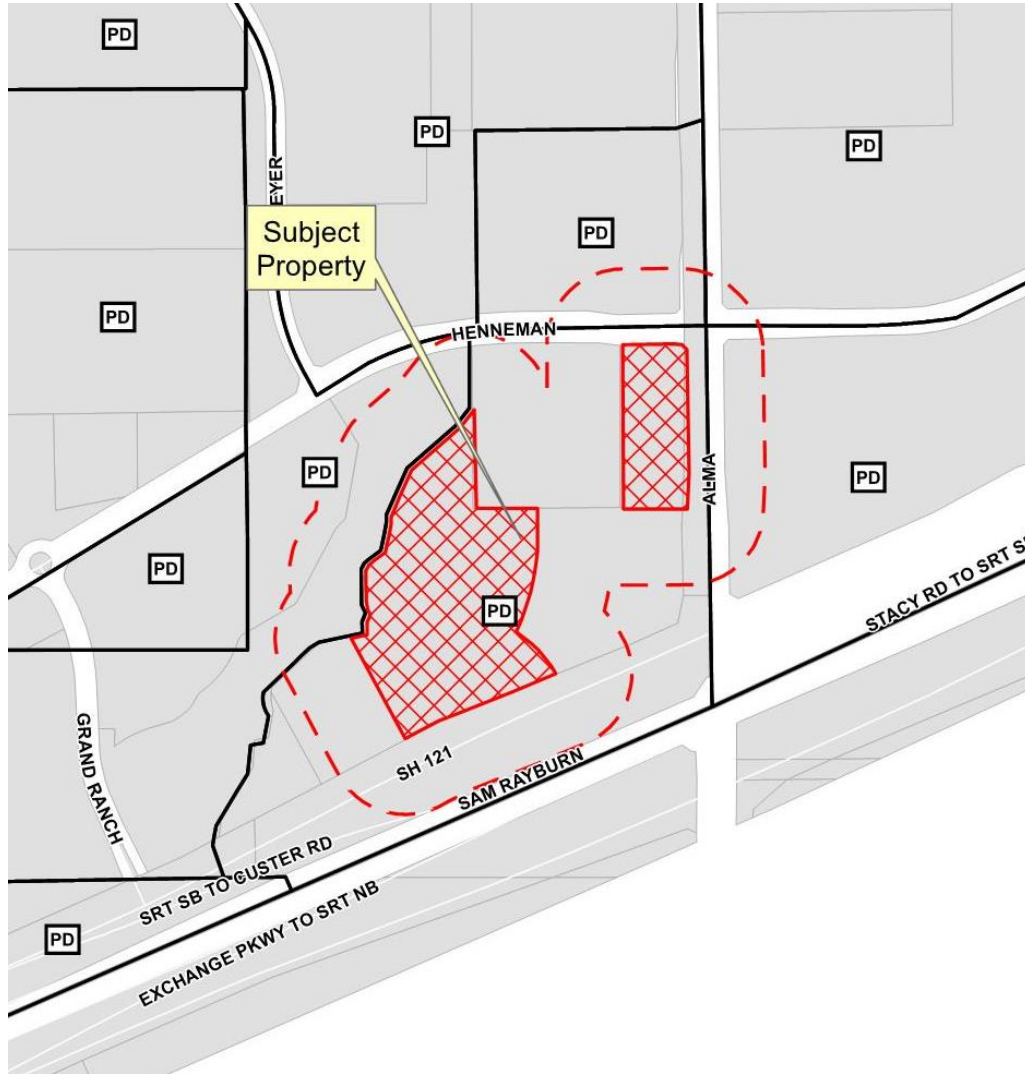 PD
PD
PD
EYER
Subject
Property
PD
PD
HENNEMAN
PD
ALMA
PD
PD
PD
STACY RD TO SRT S
GRAND RANCH
SH 121
SAM RAYBURN
SRT SB TO CUSTER RD
EXCHANGE PKWY TO SRT NB
PD